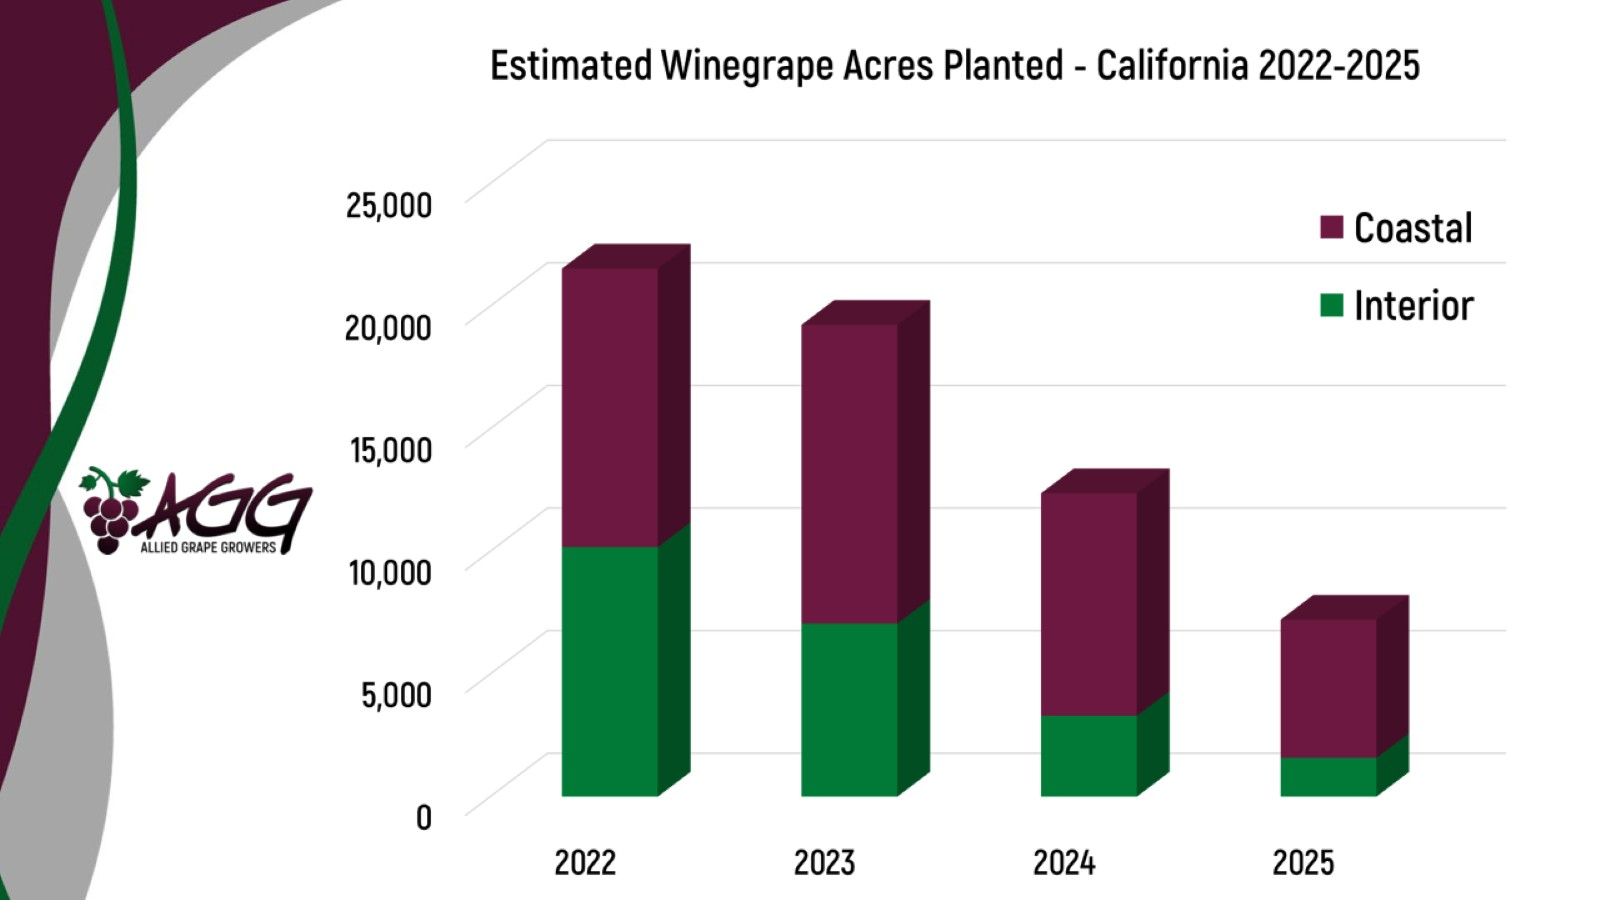 Estimated Winegrape Acres Planted - California 2022-2025
25,000
20,000
15,000
10,000
5,000
0
Coastal
Interior
2022
2023
2024
2025
AGG
ALLIED GRAPE GROWERS